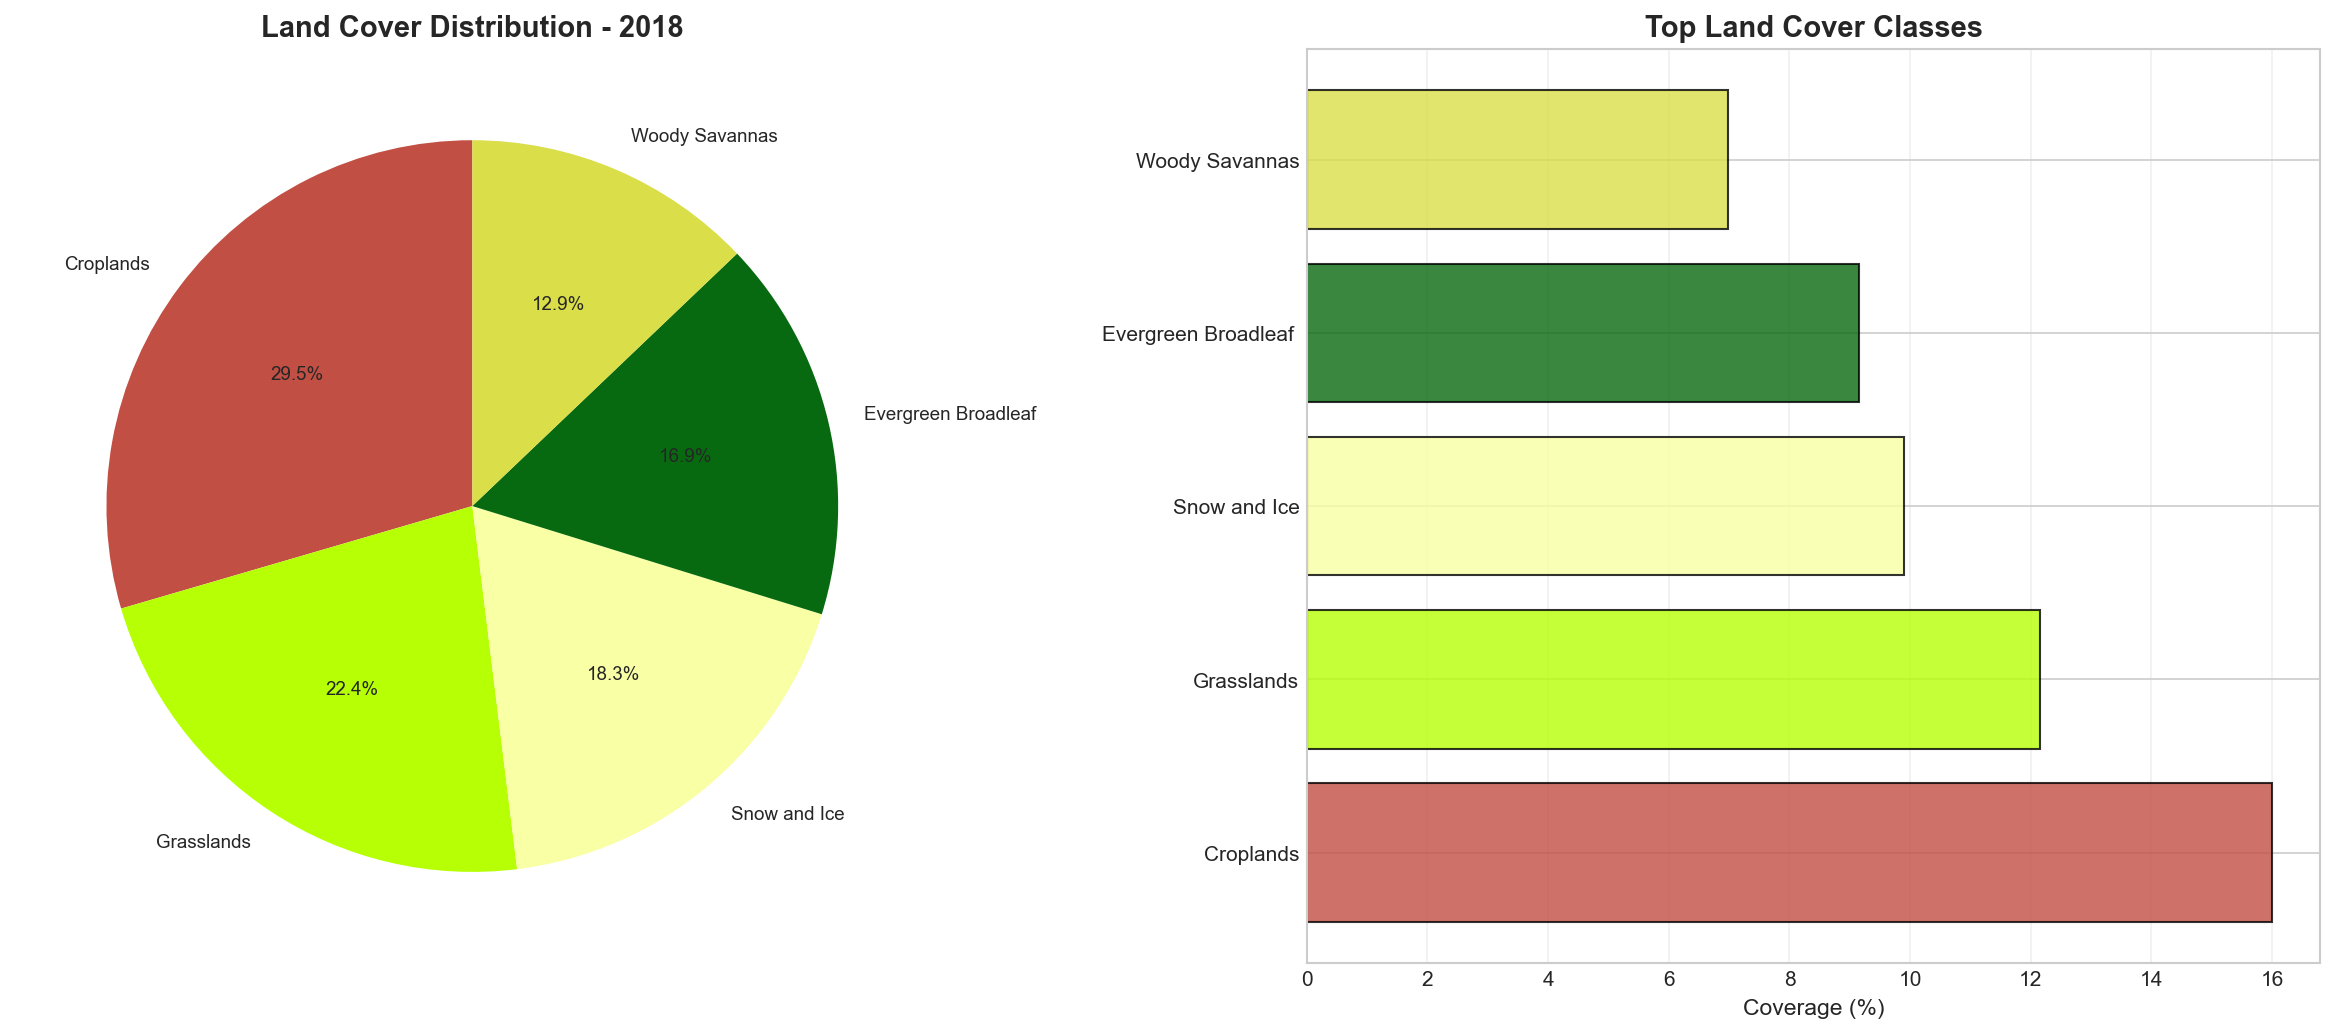 Land Cover Distribution - 2018
Woody Savannas
Croplands
12.9%
29.5%
Evergreen Broadleaf
16.9%
18.3%
22.4%
Snow and Ice
Grasslands
Top Land Cover Classes
Woody Savannas
Evergreen Broadleaf
Snow and Ice
Grasslands
Croplands
0 2 4 6 8 10 12 14 16
Coverage (%)